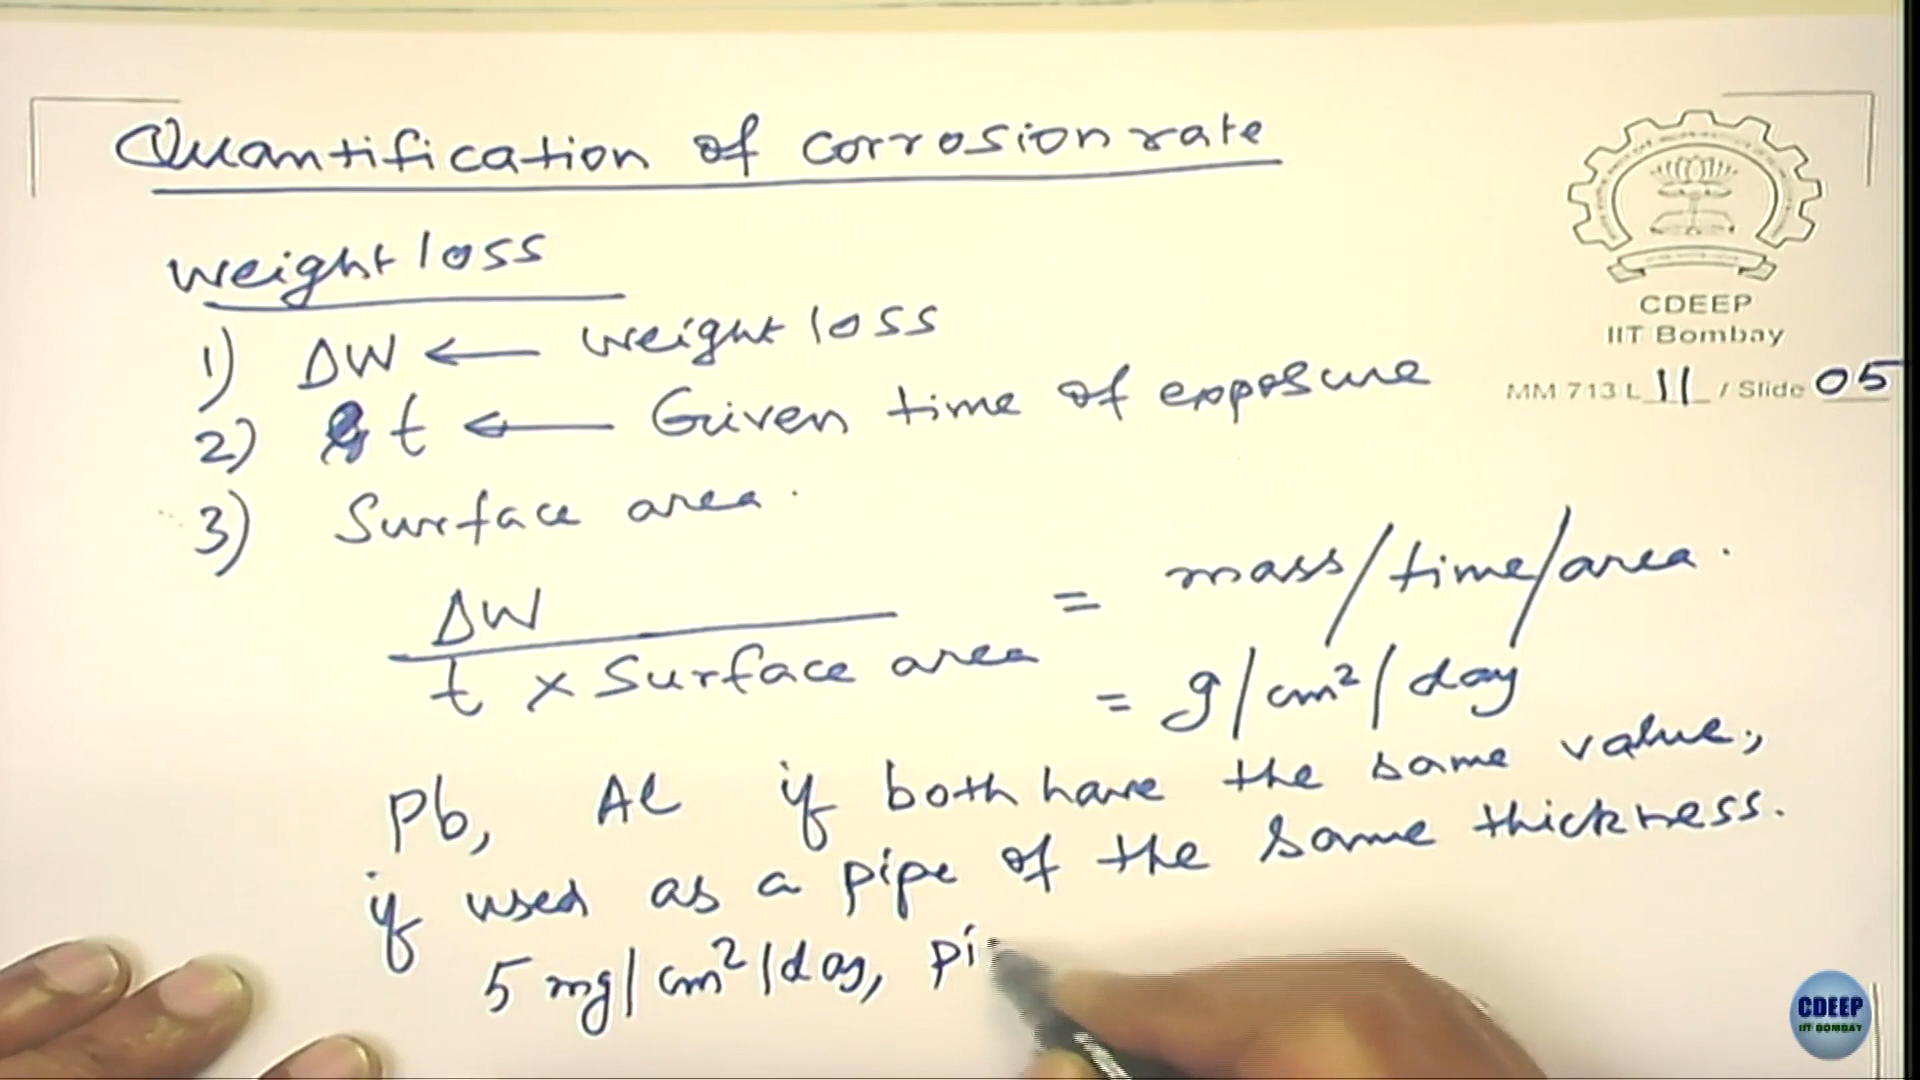 Quantification of corrosion rate
Weight loss
1) ΔW ← Weight loss
2) t ← Given time of exposure
3) Surface area.
ΔW / t × Surface area = mass/time/area.
= g/cm²/day
Pb, Al if both have the same value,
if used as a pipe of the same thickness.
5 mg/cm²/day, pi
CDEEP
IIT Bombay
MM 713 L 11 / Slide 05
CDEEP
IIT BOMBAY